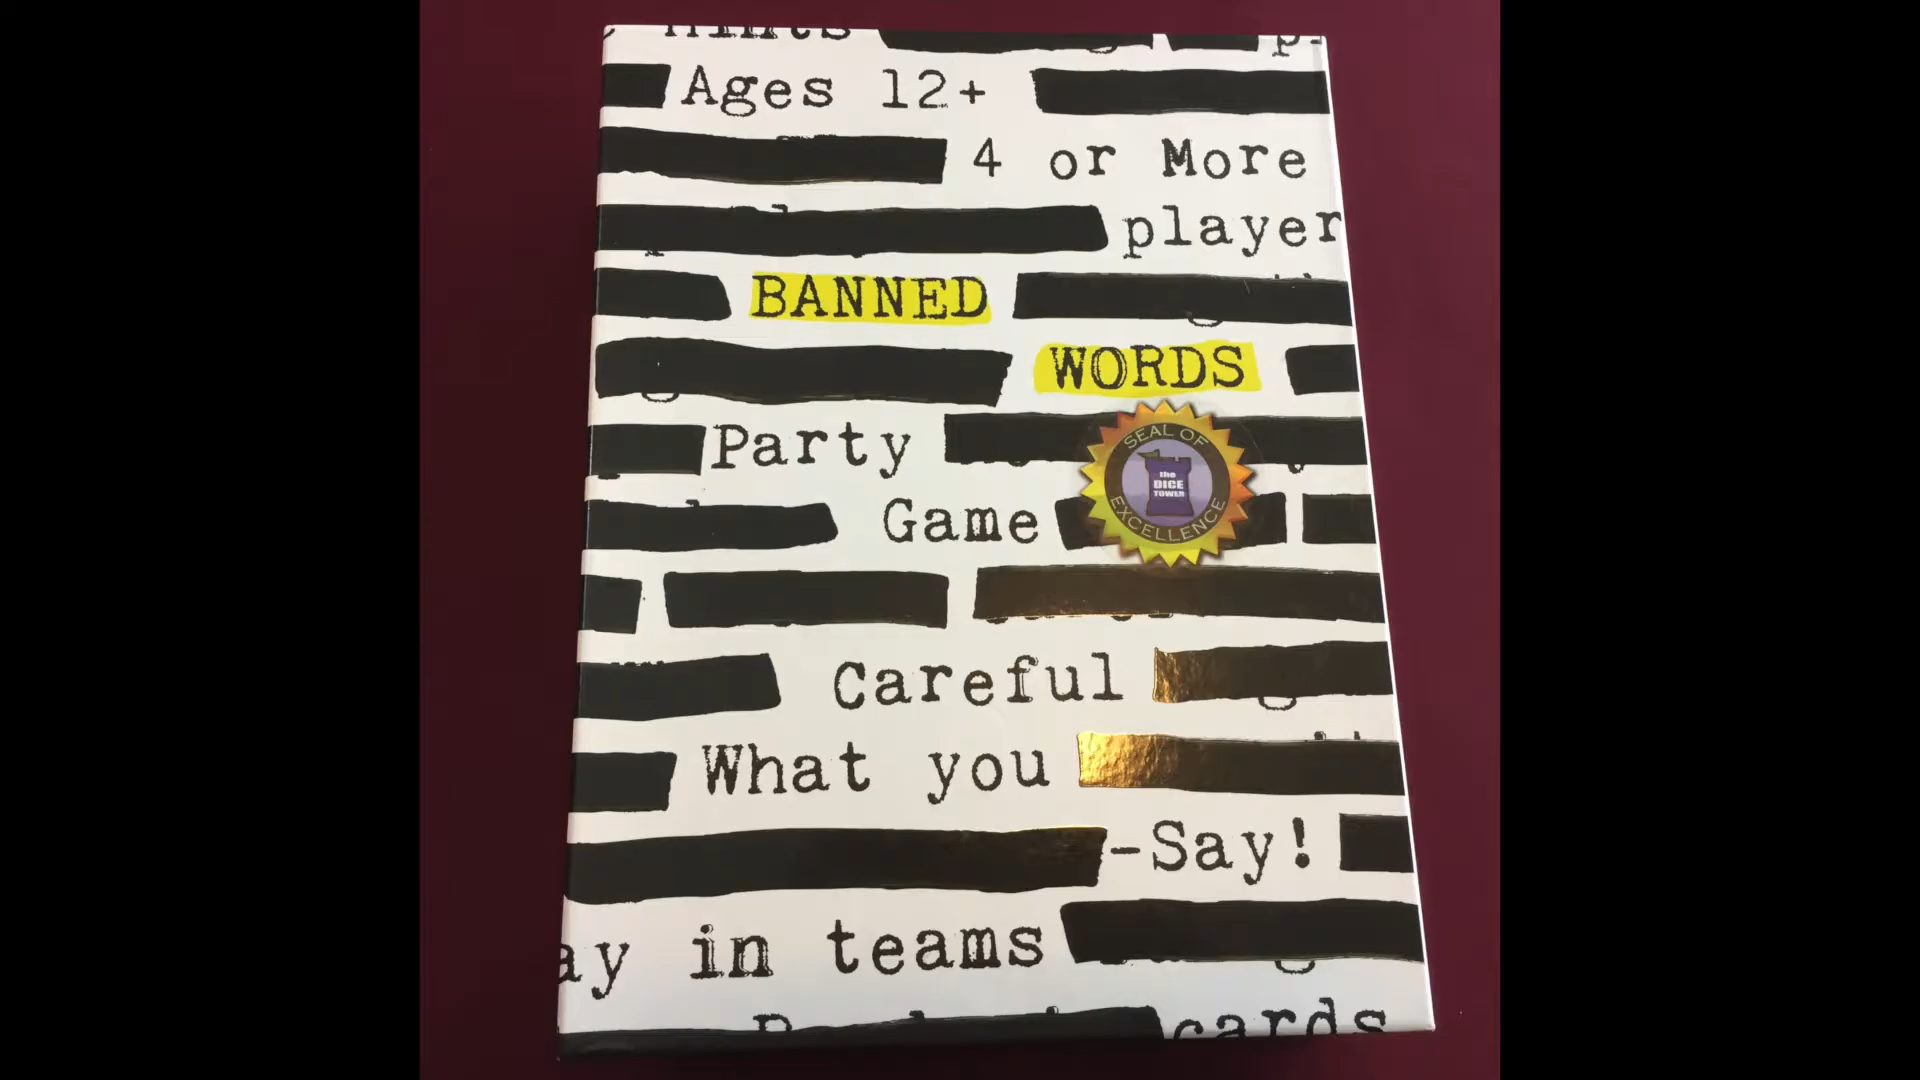 Ages 12+
4 or More
player
BANNED
WORDS
Party
SEAL OF
the
DICE
TOWER
EXCELLENCE
Game
Careful
What you
-Say!
ay in teams
cards